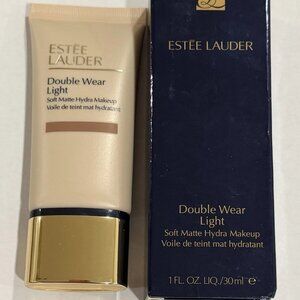 ESTĒE
LAUDER
Double Wear
Light
Soft Matte Hydra Makeup
Voile de teint mat hydratant
ESTĒE LAUDER
Double Wear
Light
Soft Matte Hydra Makeup
Voile de teint mat hydratant
1 FL. OZ. LIQ./30ml ℮